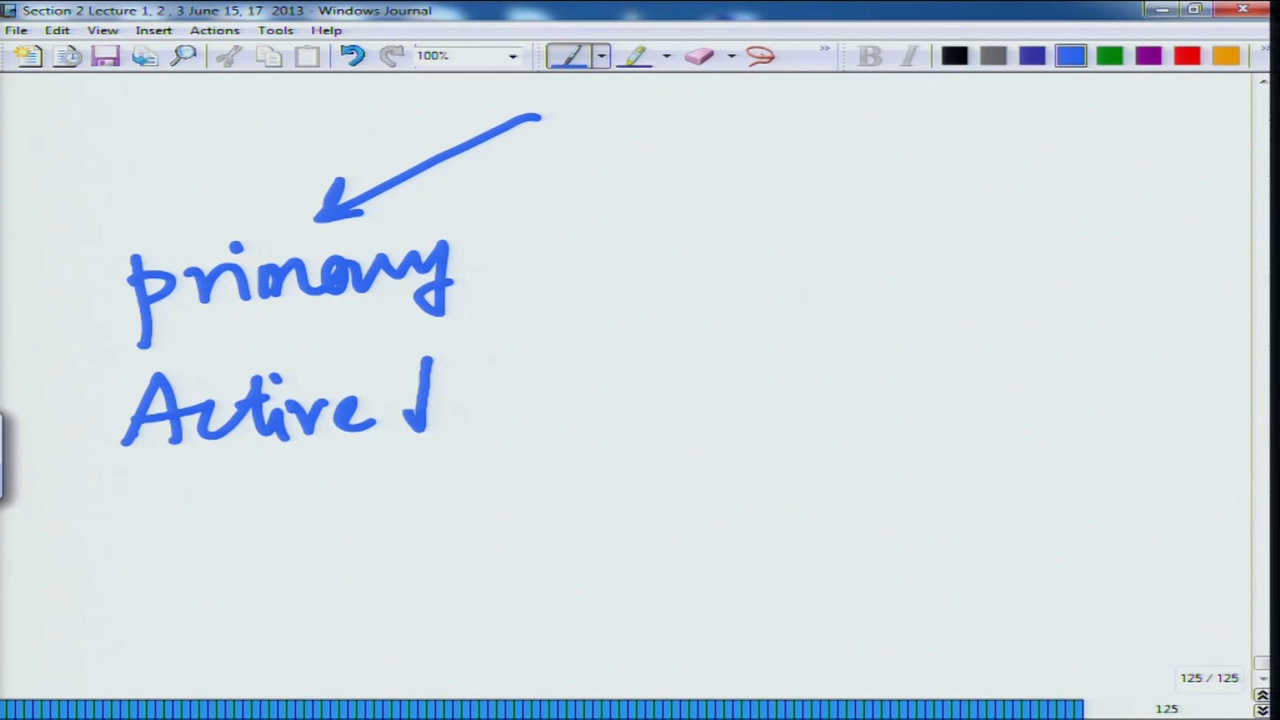 Section 2 Lecture 1, 2 , 3 June 15, 17 2013 - Windows Journal
File Edit View Insert Actions Tools Help
100% B I
primary
Active
125 / 125
125